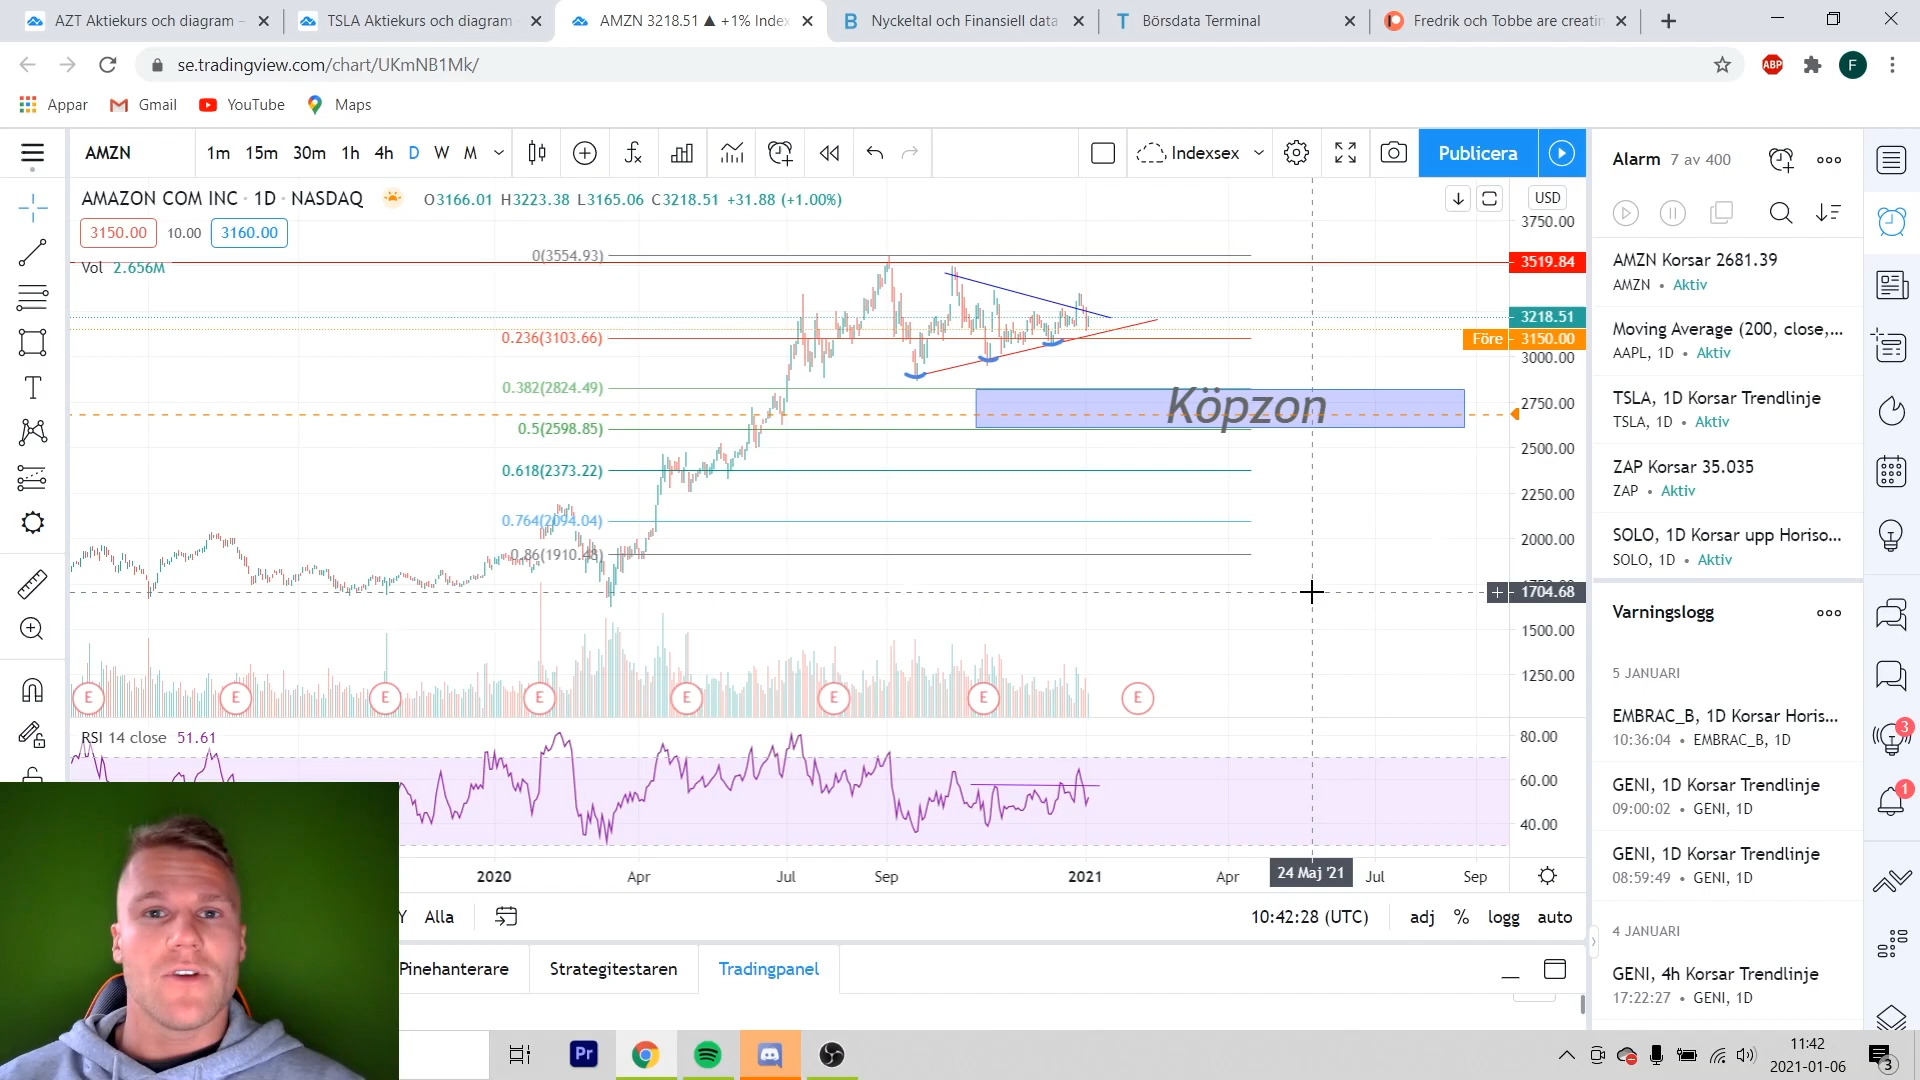 AZT Aktiekurs och diagram –
TSLA Aktiekurs och diagram
AMZN 3218.51 ▲ +1% Index
Nyckeltal och Finansiell data
Börsdata Terminal
Fredrik och Tobbe are creatin
se.tradingview.com/chart/UKmNB1Mk/
ABP
F
Appar
Gmail
YouTube
Maps
AMZN
1m 15m 30m 1h 4h D W M
Indexsex
Publicera
AMAZON COM INC · 1D · NASDAQ
O3166.01 H3223.38 L3165.06 C3218.51 +31.88 (+1.00%)
3150.00 10.00 3160.00
Vol 2.656M
USD
3750.00
3519.84
3218.51
Före 3150.00
3000.00
2750.00
2500.00
2250.00
2000.00
1704.68
1500.00
1250.00
0(3554.93)
0.236(3103.66)
0.382(2824.49)
0.5(2598.85)
0.618(2373.22)
0.764(2094.04)
0.86(1910.48)
Köpzon
E E E E E E E E
RSI 14 close 51.61
80.00
60.00
40.00
2020 Apr Jul Sep 2021 Apr 24 Maj '21 Jul Sep
Y Alla
10:42:28 (UTC) adj % logg auto
Pinehanterare
Strategitestaren
Tradingpanel
Alarm 7 av 400
AMZN Korsar 2681.39
AMZN • Aktiv
Moving Average (200, close,...
AAPL, 1D • Aktiv
TSLA, 1D Korsar Trendlinje
TSLA, 1D • Aktiv
ZAP Korsar 35.035
ZAP • Aktiv
SOLO, 1D Korsar upp Horiso...
SOLO, 1D • Aktiv
Varningslogg
5 JANUARI
EMBRAC_B, 1D Korsar Horis...
10:36:04 • EMBRAC_B, 1D
GENI, 1D Korsar Trendlinje
09:00:02 • GENI, 1D
GENI, 1D Korsar Trendlinje
08:59:49 • GENI, 1D
4 JANUARI
GENI, 4h Korsar Trendlinje
17:22:27 • GENI, 1D
3
1
Pr
11:42
2021-01-06
3